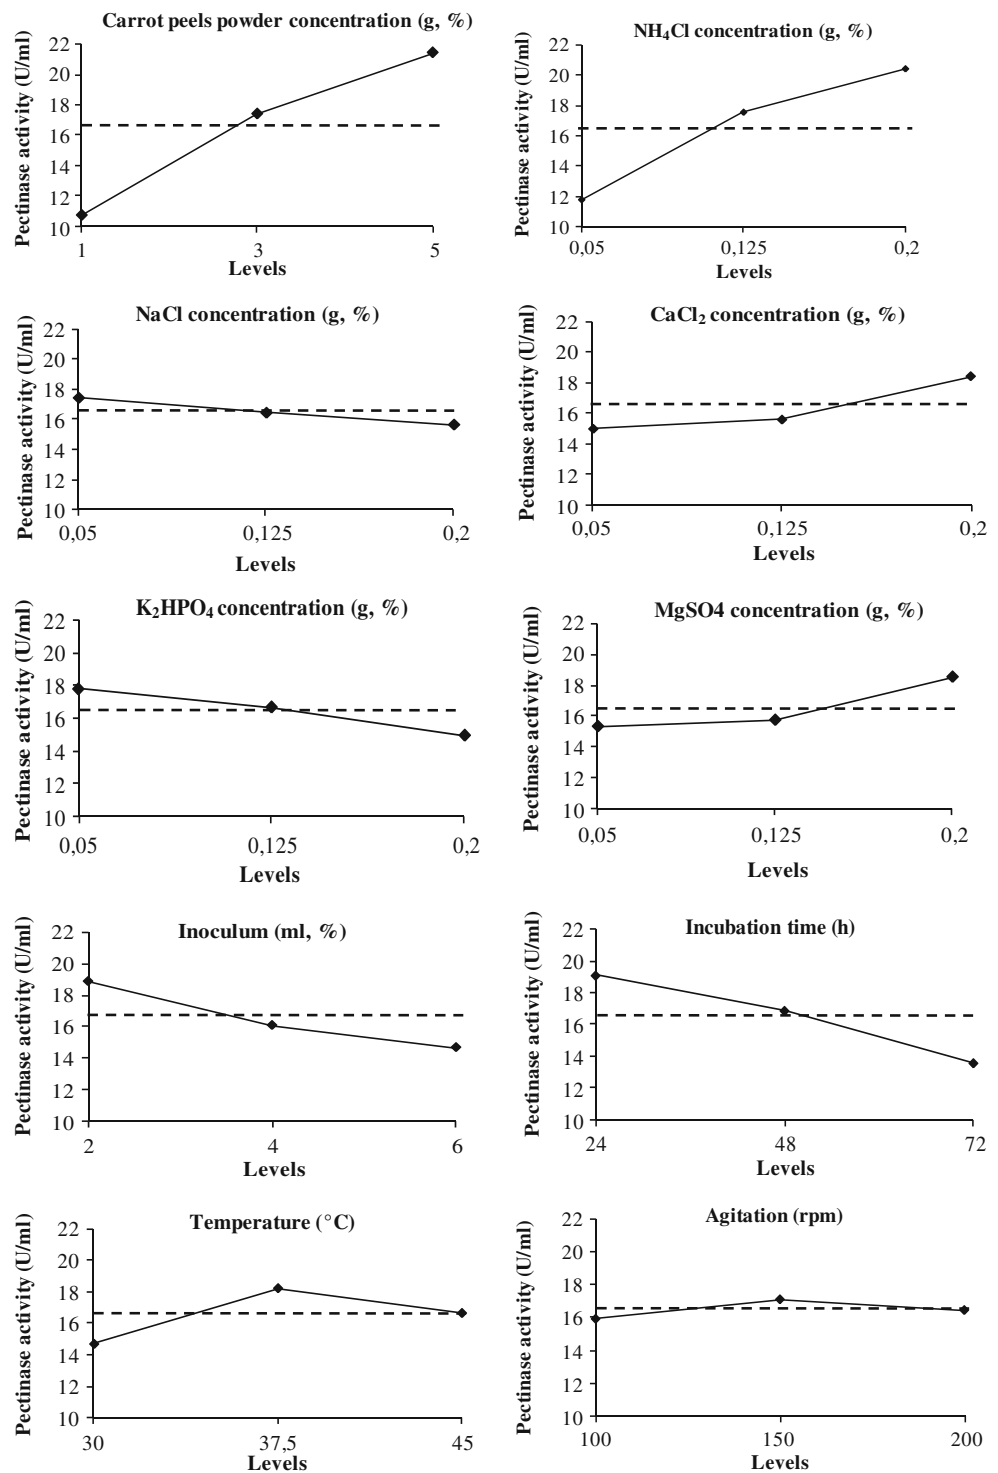 Carrot peels powder concentration (g, %)
Pectinase activity (U/ml)
22
20
18
16
14
12
10
1 3 5
Levels
NH₄Cl concentration (g, %)
Pectinase activity (U/ml)
22
20
18
16
14
12
10
0,05 0,125 0,2
Levels
NaCl concentration (g, %)
Pectinase activity (U/ml)
22
20
18
16
14
12
10
0,05 0,125 0,2
Levels
CaCl₂ concentration (g, %)
Pectinase activity (U/ml)
22
20
18
16
14
12
10
0,05 0,125 0,2
Levels
K₂HPO₄ concentration (g, %)
Pectinase activity (U/ml)
22
20
18
16
14
12
10
0,05 0,125 0,2
Levels
MgSO4 concentration (g, %)
Pectinase activity (U/ml)
22
20
18
16
14
12
10
0,05 0,125 0,2
Levels
Inoculum (ml, %)
Pectinase activity (U/ml)
22
20
18
16
14
12
10
2 4 6
Levels
Incubation time (h)
Pectinase activity (U/ml)
22
20
18
16
14
12
10
24 48 72
Levels
Temperature (°C)
Pectinase activity (U/ml)
22
20
18
16
14
12
10
30 37,5 45
Levels
Agitation (rpm)
Pectinase activity (U/ml)
22
20
18
16
14
12
10
100 150 200
Levels